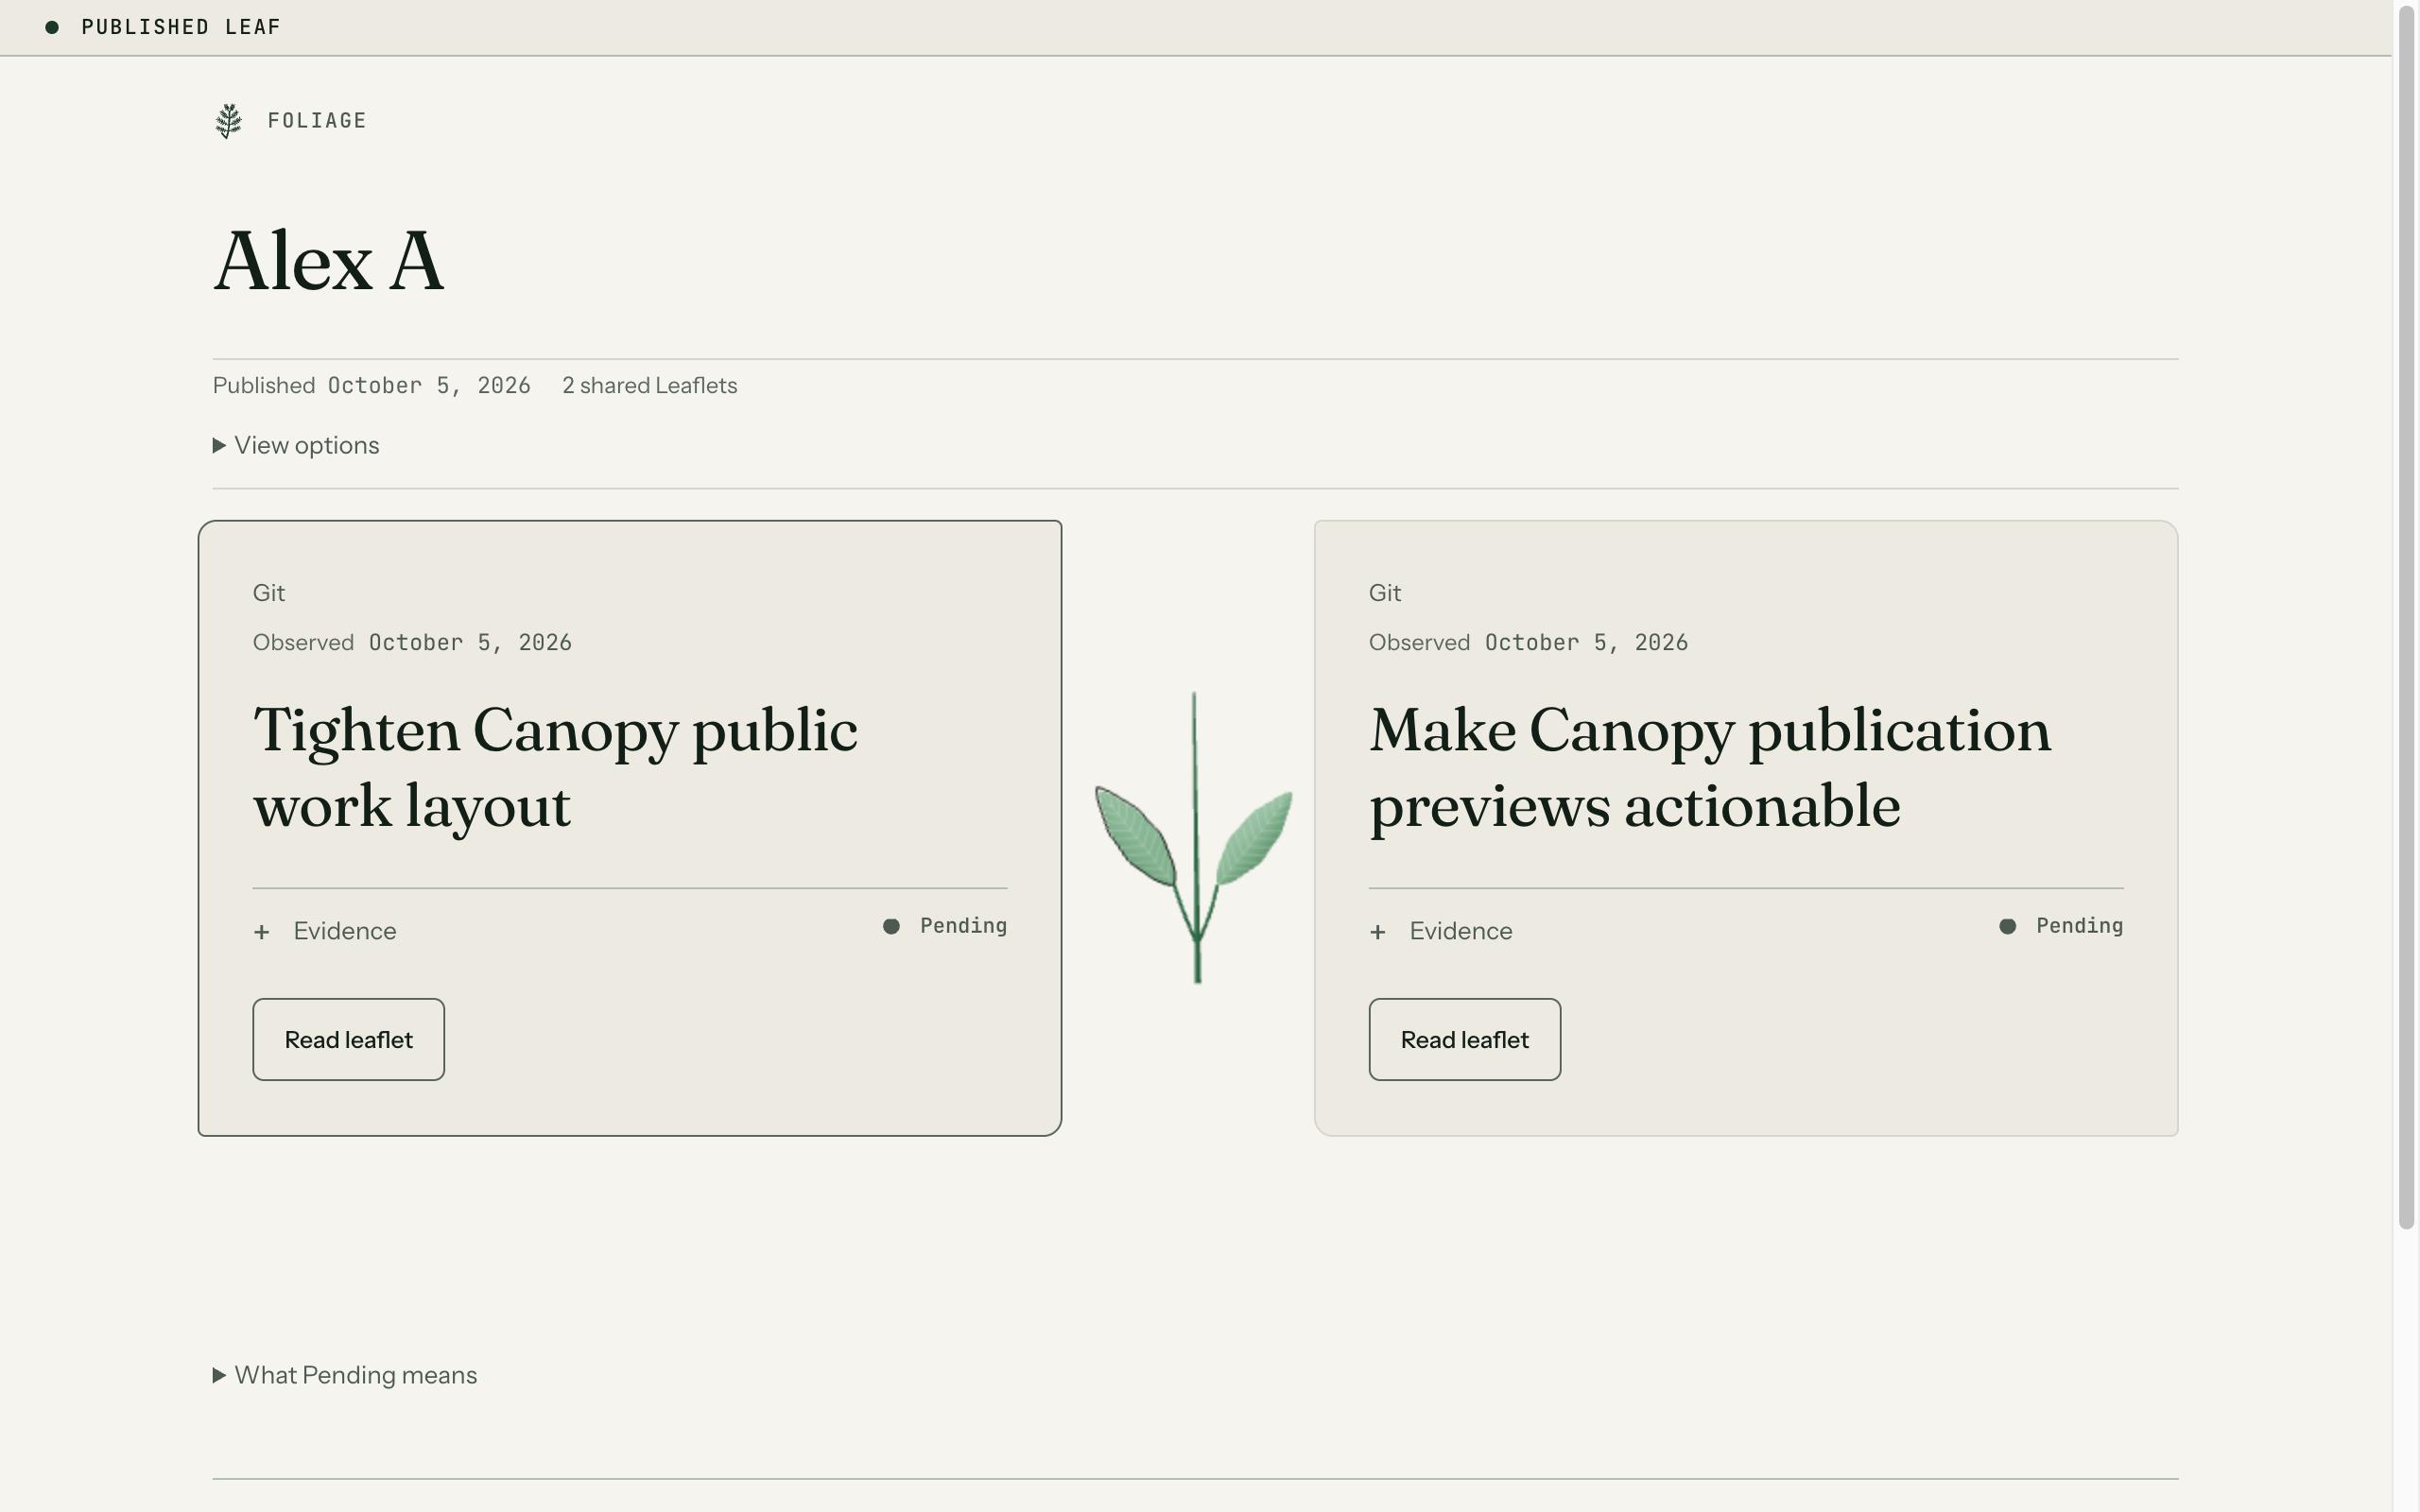 PUBLISHED LEAF
FOLIAGE
Alex A
Published October 5, 2026 2 shared Leaflets
View options
Git
Observed October 5, 2026
Tighten Canopy public
work layout
+ Evidence
Pending
Read leaflet
Git
Observed October 5, 2026
Make Canopy publication
previews actionable
+ Evidence
Pending
Read leaflet
What Pending means